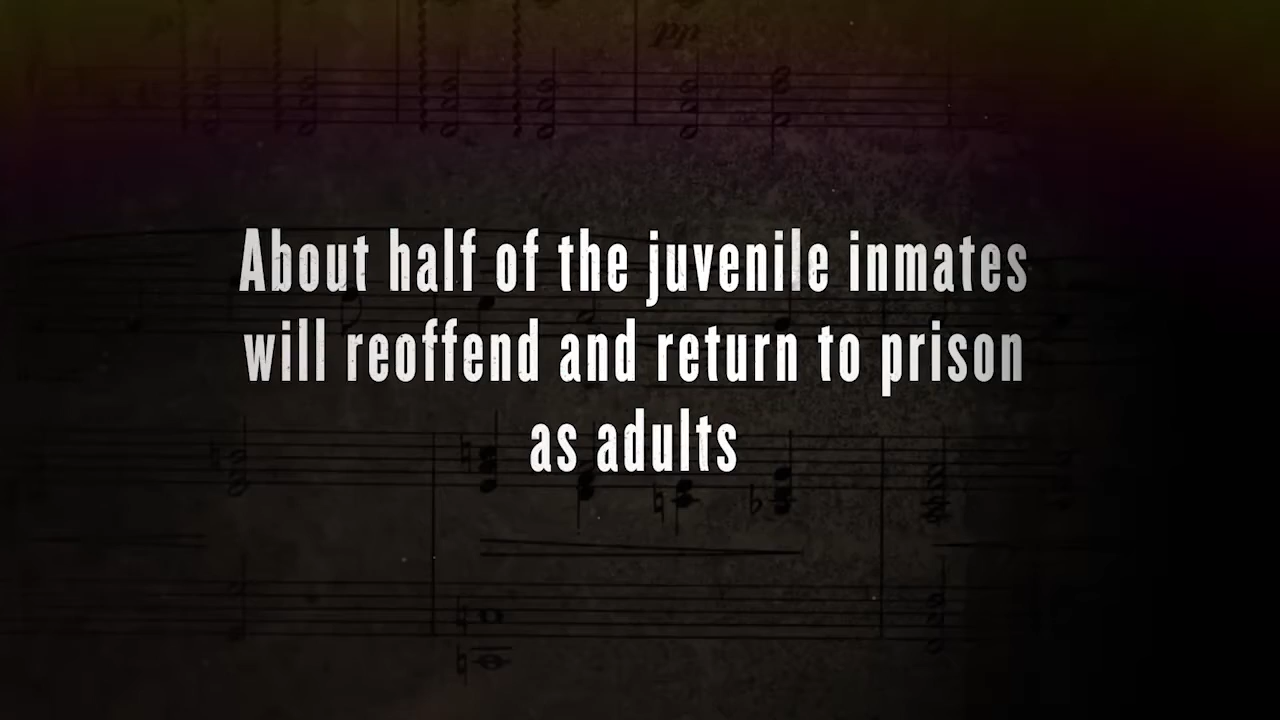 About half of the juvenile inmates
will reoffend and return to prison
as adults